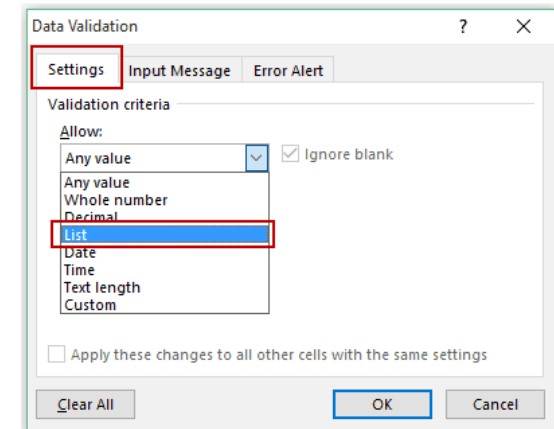 Data Validation ? ×
Settings Input Message Error Alert
Validation criteria
Allow:
Any value Ignore blank
Any value
Whole number
Decimal
List
Date
Time
Text length
Custom
Apply these changes to all other cells with the same settings
Clear All OK Cancel